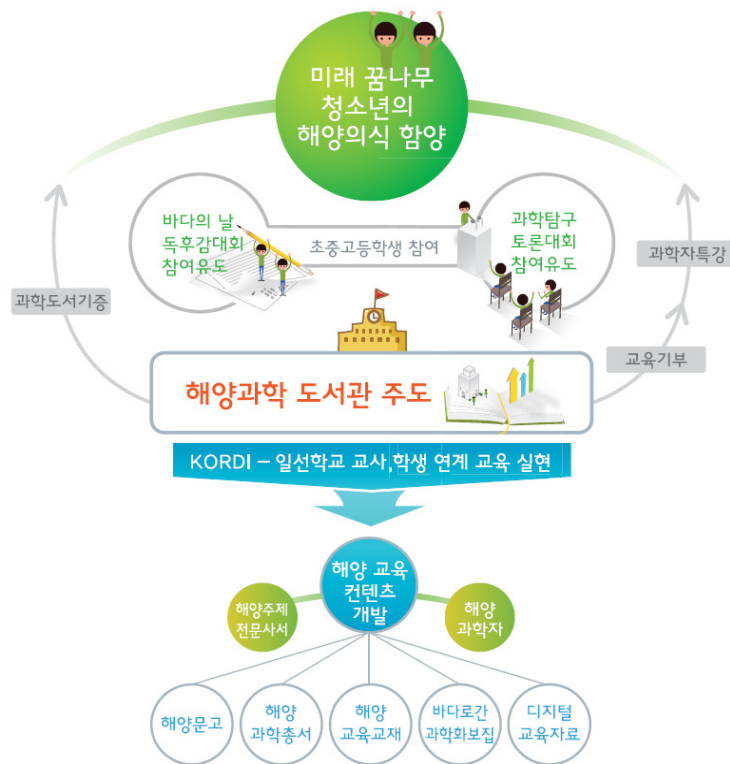 미래 꿈나무
청소년의
해양의식 함양
바다의 날
독후감대회
참여유도
초중고등학생 참여
과학탐구
토론대회
참여유도
과학자특강
과학도서기증
교육기부
해양과학 도서관 주도
KORDI – 일선학교 교사,학생 연계 교육 실현
해양 교육
컨텐츠
개발
해양주제
전문사서
해양
과학자
해양문고
해양
과학총서
해양
교육교재
바다로간
과학화보집
디지털
교육자료